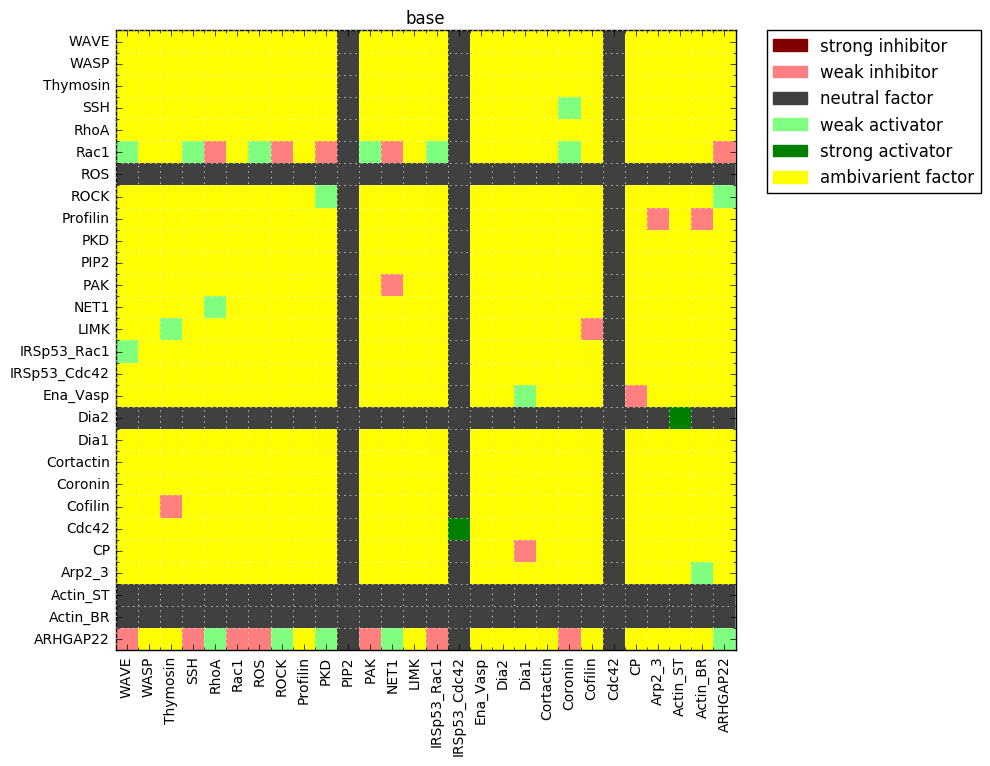 base
WAVE
WASP
Thymosin
SSH
RhoA
Rac1
ROS
ROCK
Profilin
PKD
PIP2
PAK
NET1
LIMK
IRSp53_Rac1
IRSp53_Cdc42
Ena_Vasp
Dia2
Dia1
Cortactin
Coronin
Cofilin
Cdc42
CP
Arp2_3
Actin_ST
Actin_BR
ARHGAP22
WAVE
WASP
Thymosin
SSH
RhoA
Rac1
ROS
ROCK
Profilin
PKD
PIP2
PAK
NET1
LIMK
IRSp53_Rac1
IRSp53_Cdc42
Ena_Vasp
Dia2
Dia1
Cortactin
Coronin
Cofilin
Cdc42
CP
Arp2_3
Actin_ST
Actin_BR
ARHGAP22
strong inhibitor
weak inhibitor
neutral factor
weak activator
strong activator
ambivarient factor